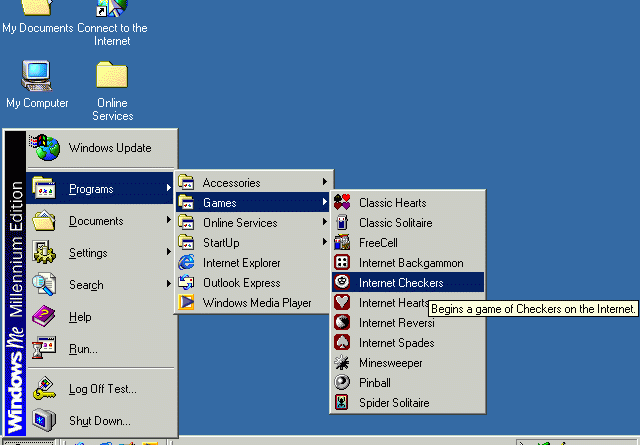 My Documents
Connect to the
Internet
My Computer
Online
Services
Windows Me Millennium Edition
Windows Update
Programs
Documents
Settings
Search
Help
Run...
Log Off Test...
Shut Down...
Accessories
Games
Online Services
StartUp
Internet Explorer
Outlook Express
Windows Media Player
Classic Hearts
Classic Solitaire
FreeCell
Internet Backgammon
Internet Checkers
Internet Hearts
Internet Reversi
Internet Spades
Minesweeper
Pinball
Spider Solitaire
Begins a game of Checkers on the Internet.